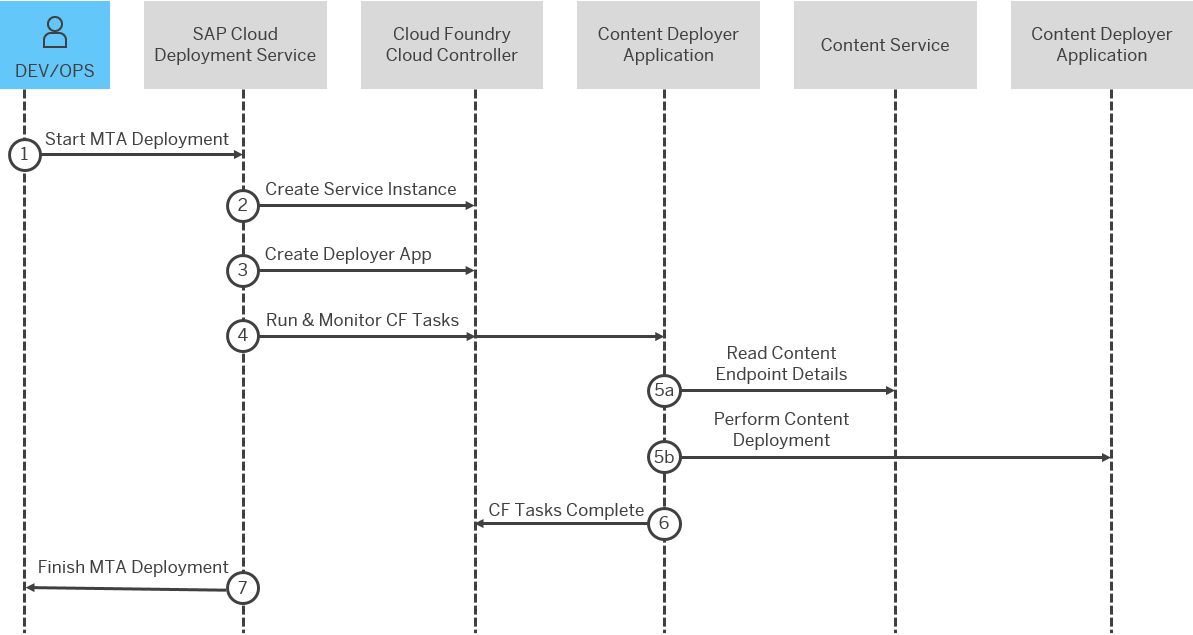 DEV/OPS
SAP Cloud
Deployment Service
Cloud Foundry
Cloud Controller
Content Deployer
Application
Content Service
Content Deployer
Application
Start MTA Deployment
1
Create Service Instance
2
Create Deployer App
3
Run & Monitor CF Tasks
4
Read Content
Endpoint Details
5a
Perform Content
Deployment
5b
CF Tasks Complete
6
Finish MTA Deployment
7